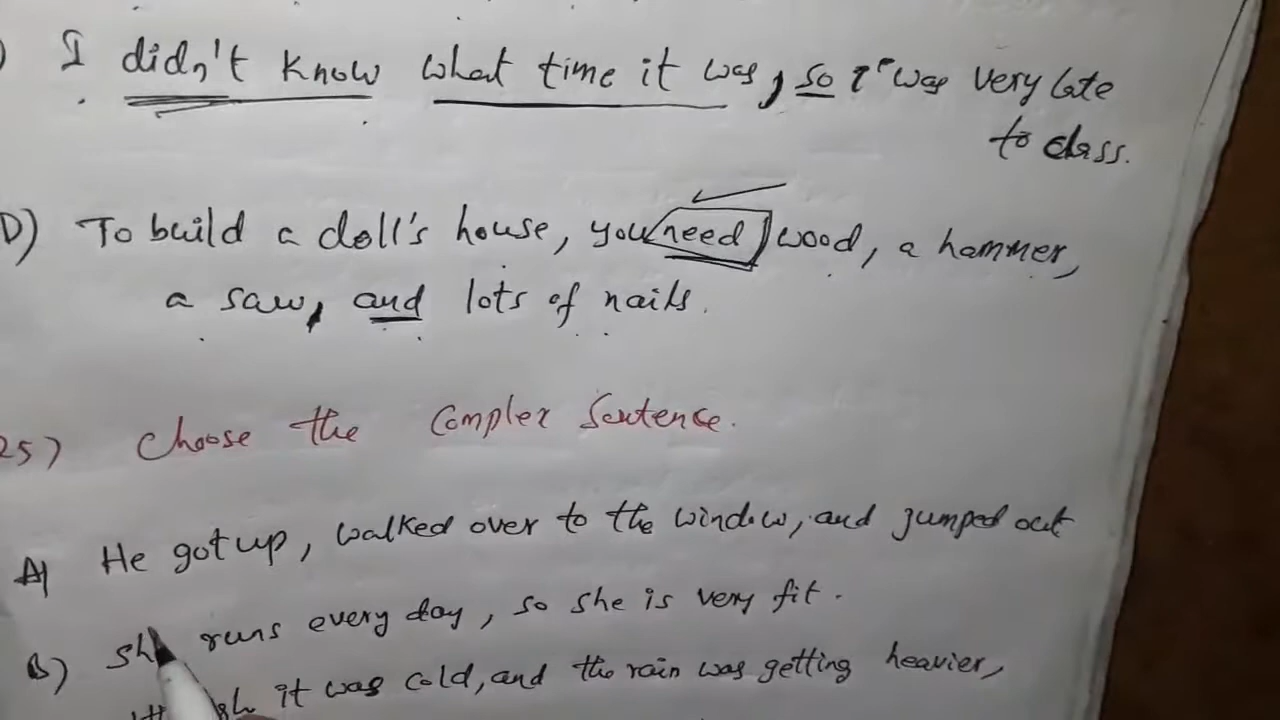 ) I didn't know what time it was, so I was very late
to class.
D) To build a doll's house, you need wood, a hammer,
a saw, and lots of nails.
25) Choose the Complex Sentence.
A) He got up, walked over to the window, and jumped out
B) she runs every day, so she is very fit.
it was cold, and the rain was getting heavier,